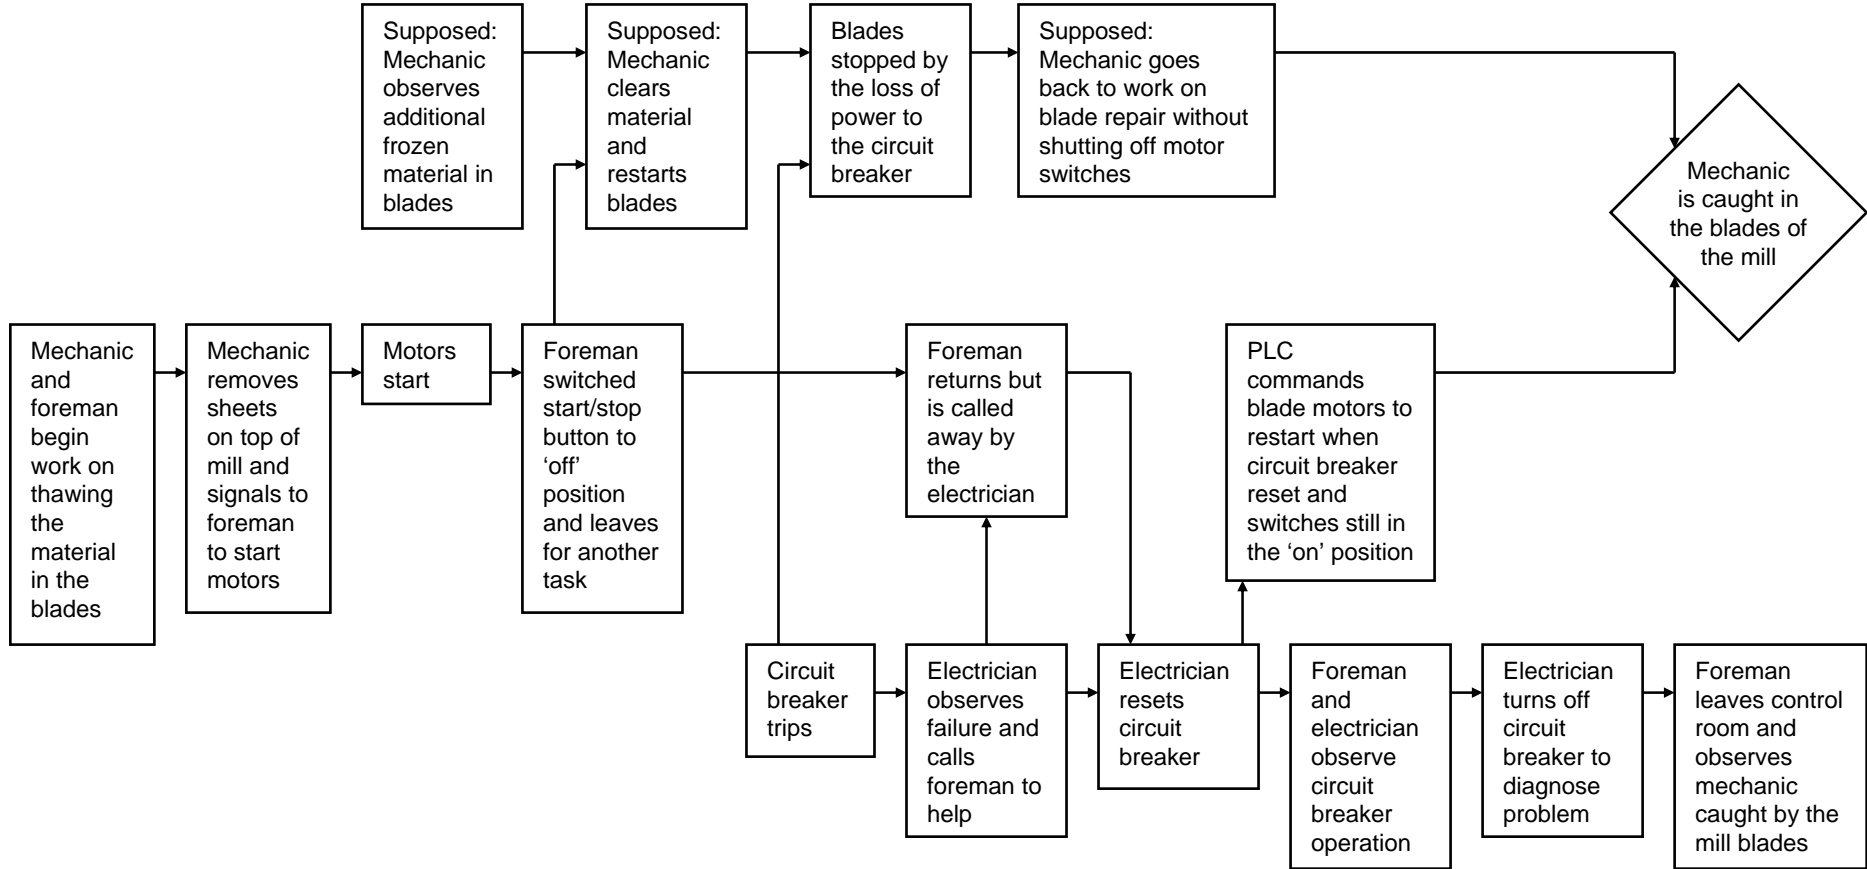 Supposed:
Mechanic
observes
additional
frozen
material in
blades
Supposed:
Mechanic
clears
material
and
restarts
blades
Blades
stopped by
the loss of
power to
the circuit
breaker
Supposed:
Mechanic goes
back to work on
blade repair without
shutting off motor
switches
Mechanic
is caught in
the blades of
the mill
Mechanic
and
foreman
begin
work on
thawing
the
material
in the
blades
Mechanic
removes
sheets
on top of
mill and
signals to
foreman
to start
motors
Motors
start
Foreman
switched
start/stop
button to
‘off’
position
and leaves
for another
task
Foreman
returns but
is called
away by
the
electrician
PLC
commands
blade motors to
restart when
circuit breaker
reset and
switches still in
the ‘on’ position
Circuit
breaker
trips
Electrician
observes
failure and
calls
foreman to
help
Electrician
resets
circuit
breaker
Foreman
and
electrician
observe
circuit
breaker
operation
Electrician
turns off
circuit
breaker to
diagnose
problem
Foreman
leaves control
room and
observes
mechanic
caught by the
mill blades